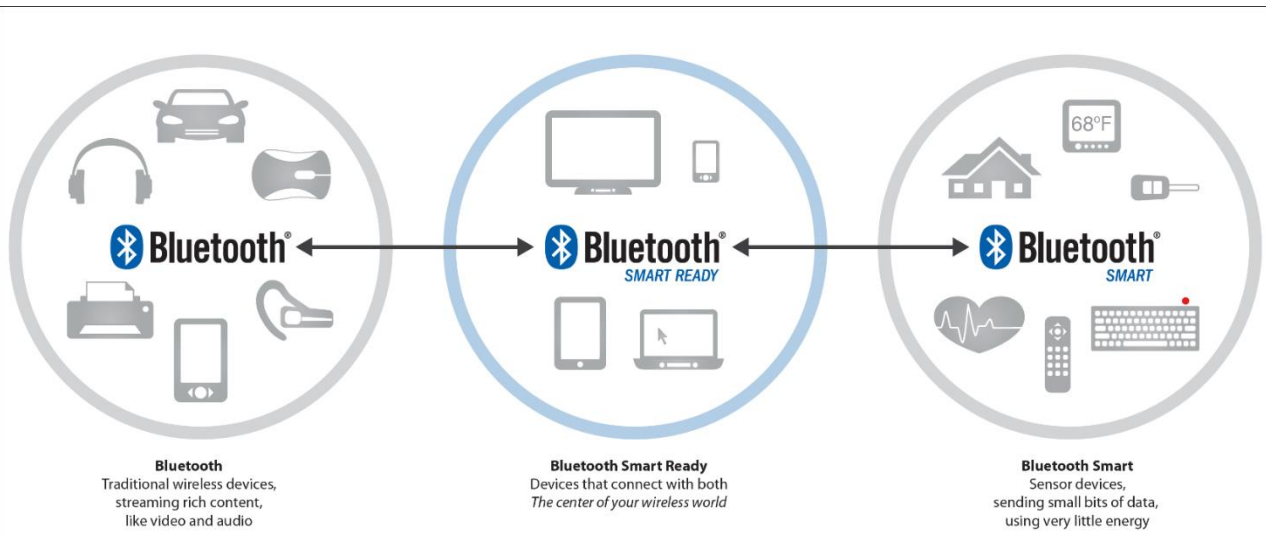 68°F
Bluetooth®
Bluetooth®
SMART READY
Bluetooth®
SMART
Bluetooth
Traditional wireless devices,
streaming rich content,
like video and audio
Bluetooth Smart Ready
Devices that connect with both
The center of your wireless world
Bluetooth Smart
Sensor devices,
sending small bits of data,
using very little energy